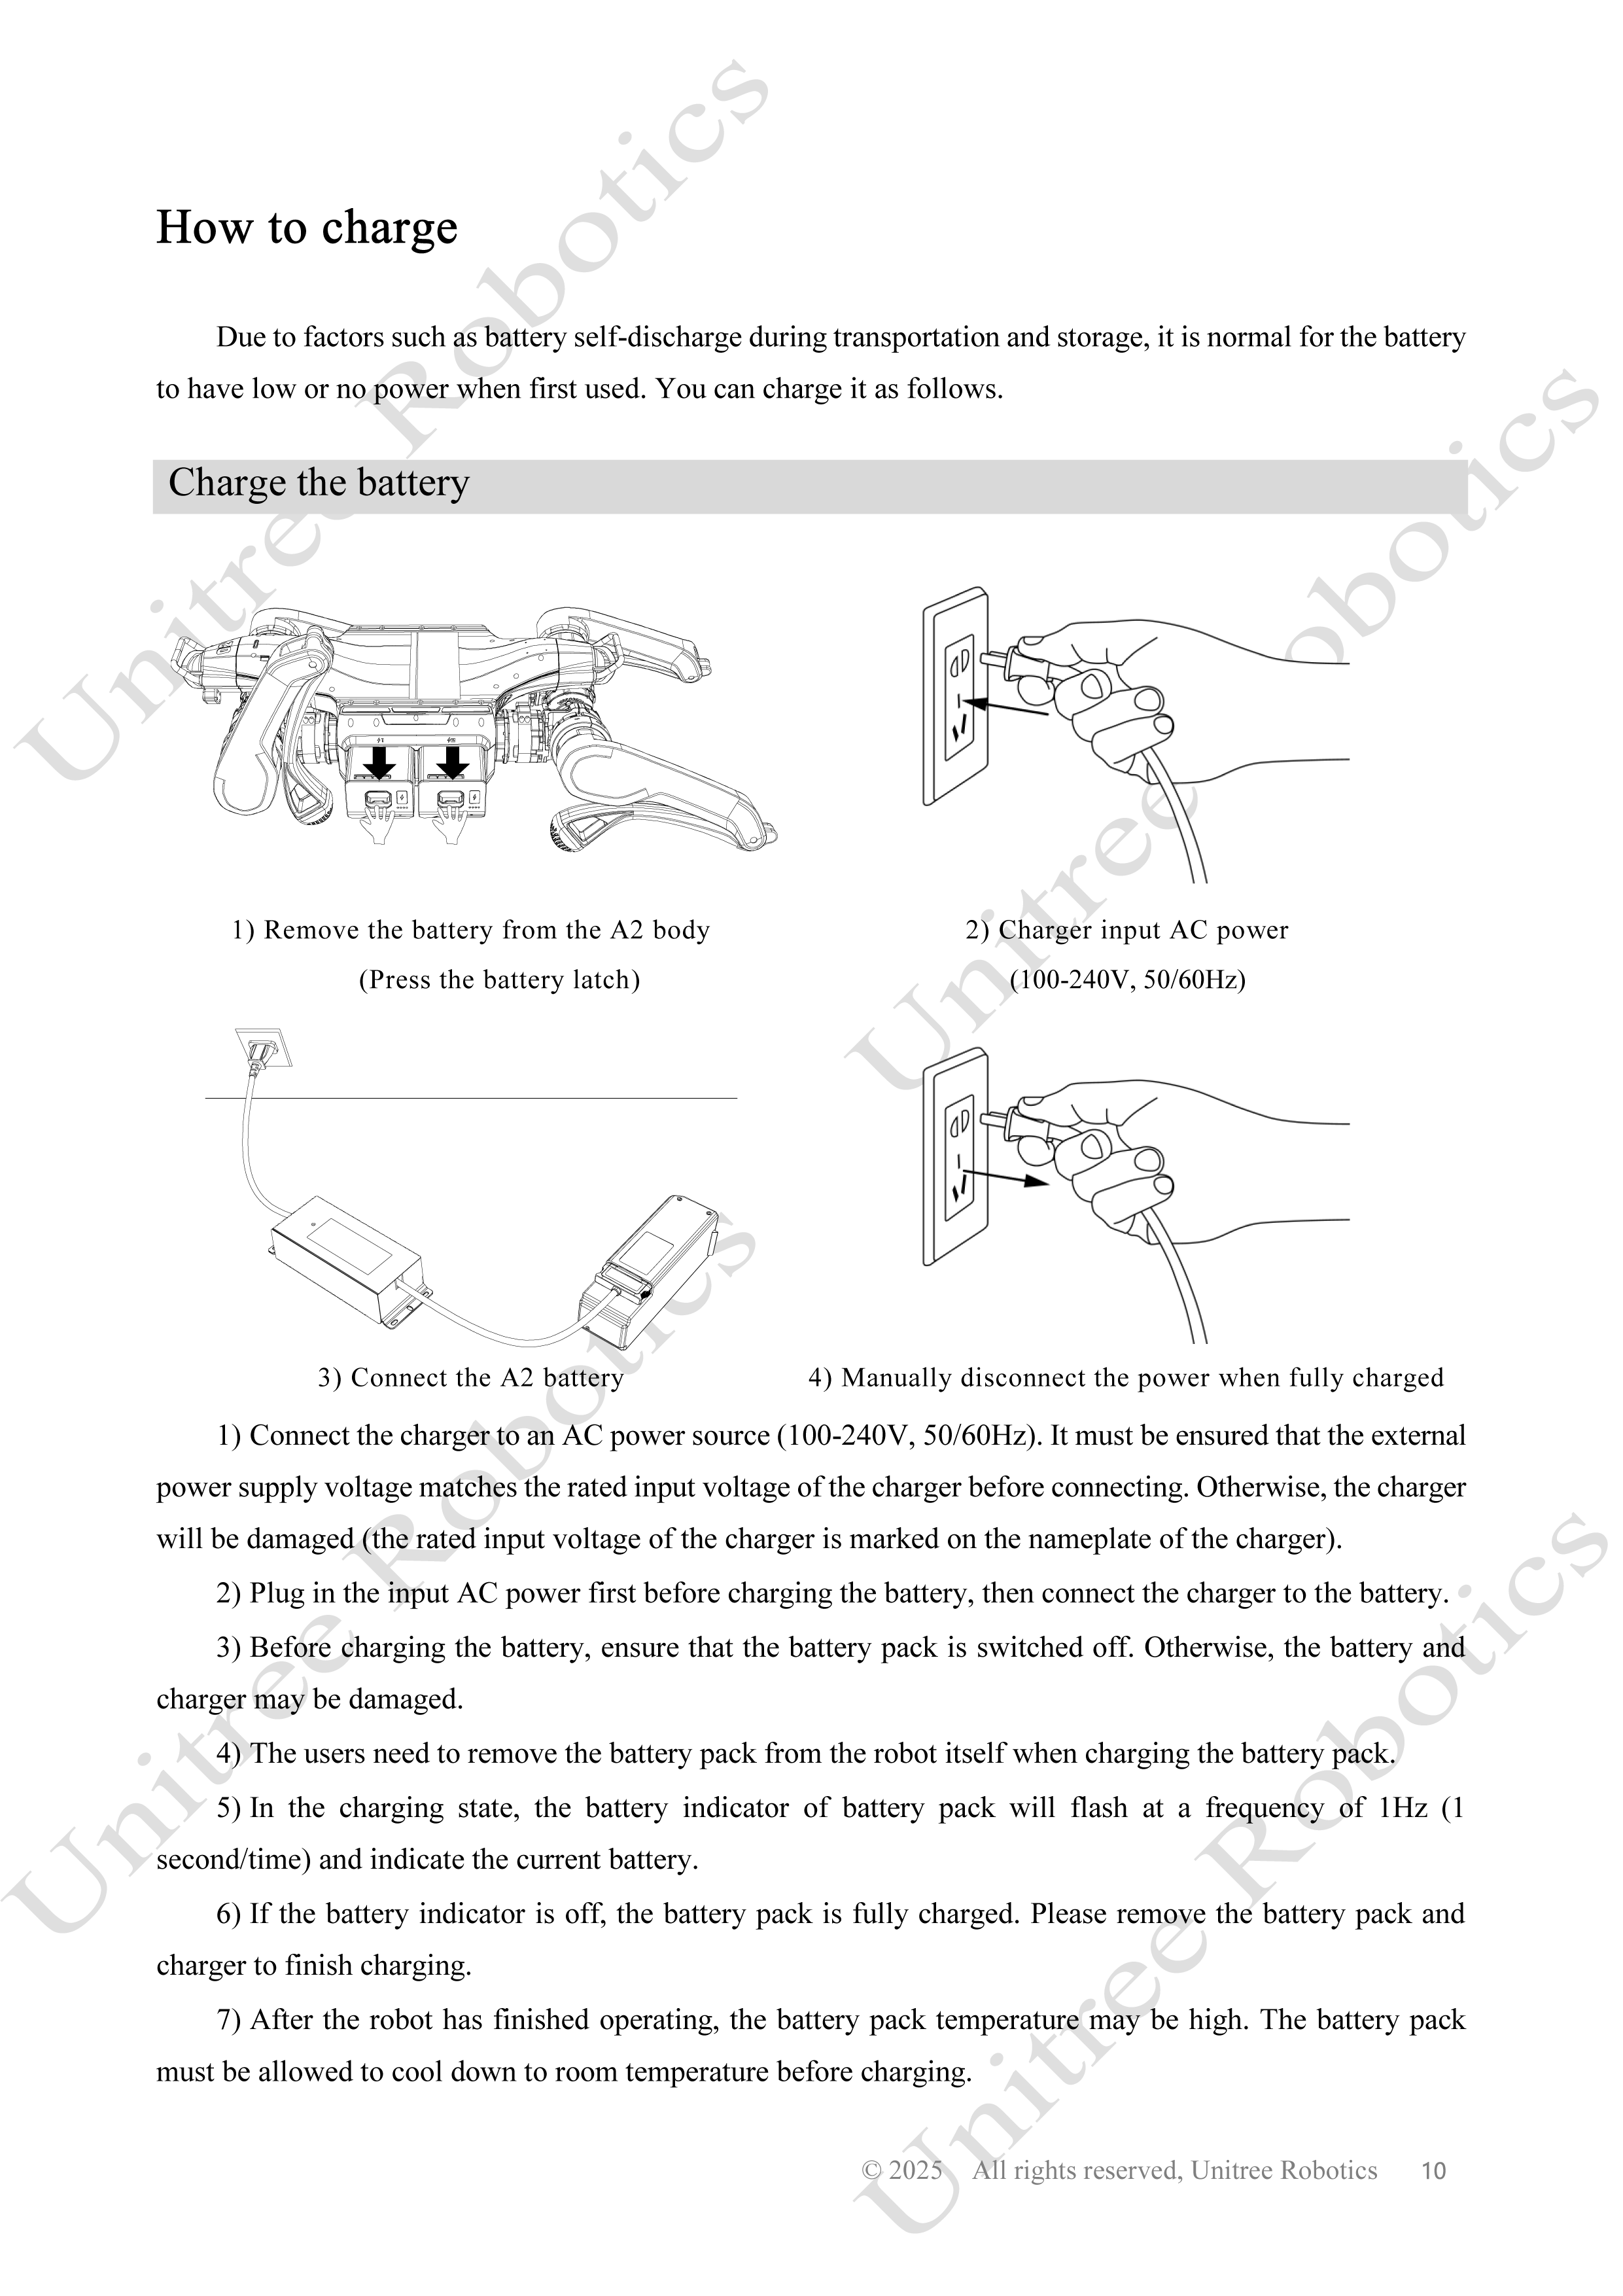 How to charge
Due to factors such as battery self-discharge during transportation and storage, it is normal for the battery
to have low or no power when first used. You can charge it as follows.
Charge the battery
1) Remove the battery from the A2 body
(Press the battery latch)
2) Charger input AC power
(100-240V, 50/60Hz)
3) Connect the A2 battery
4) Manually disconnect the power when fully charged
1) Connect the charger to an AC power source (100-240V, 50/60Hz). It must be ensured that the external
power supply voltage matches the rated input voltage of the charger before connecting. Otherwise, the charger
will be damaged (the rated input voltage of the charger is marked on the nameplate of the charger).
2) Plug in the input AC power first before charging the battery, then connect the charger to the battery.
3) Before charging the battery, ensure that the battery pack is switched off. Otherwise, the battery and
charger may be damaged.
4) The users need to remove the battery pack from the robot itself when charging the battery pack.
5) In the charging state, the battery indicator of battery pack will flash at a frequency of 1Hz (1
second/time) and indicate the current battery.
6) If the battery indicator is off, the battery pack is fully charged. Please remove the battery pack and
charger to finish charging.
7) After the robot has finished operating, the battery pack temperature may be high. The battery pack
must be allowed to cool down to room temperature before charging.
© 2025 All rights reserved, Unitree Robotics 10
Unitree Robotics
Unitree Robotics
Unitree Robotics
Unitree Robotics